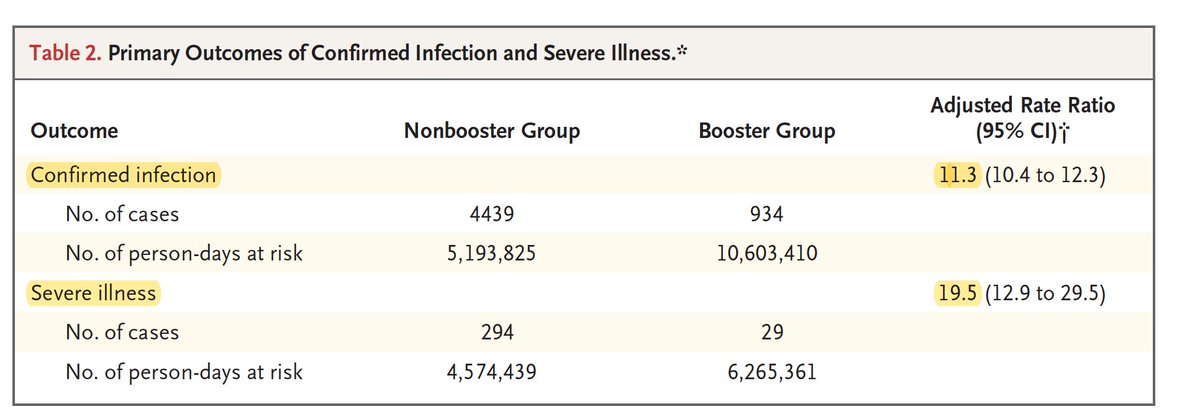 Table 2. Primary Outcomes of Confirmed Infection and Severe Illness.*
Outcome Nonbooster Group Booster Group Adjusted Rate Ratio (95% CI)†
Confirmed infection 11.3 (10.4 to 12.3)
No. of cases 4439 934
No. of person-days at risk 5,193,825 10,603,410
Severe illness 19.5 (12.9 to 29.5)
No. of cases 294 29
No. of person-days at risk 4,574,439 6,265,361